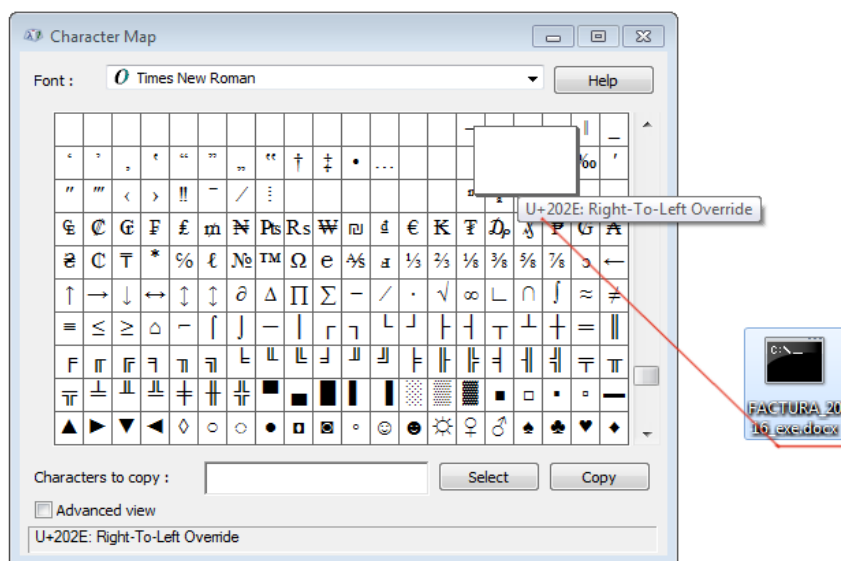 Character Map
Font :
O Times New Roman
Help
‰ ′
″ ‴ ‹ › ‼ ‾ ⁄ ⁞
U+202E: Right-To-Left Override
↑ → ↓ ↔ ↕ ↨ ∂ ∆ ∏ ∑ − ∕ ∙ √ ∞ ∟ ∩ ∫ ≈ ≠
≡ ≤ ≥ ⌂ ⌐ ⌠ ⌡ ─ │ ┌ ┐ └ ┘ ├ ┤ ┬ ┴ ┼ ═ ║
╒ ╓ ╔ ╕ ╖ ╗ ╘ ╙ ╚ ╛ ╜ ╝ ╞ ╟ ╠ ╡ ╢ ╣ ╤ ╥
╦ ╧ ╨ ╩ ╪ ╫ ╬ ▀ ▄ █ ▌ ▐ ░ ▒ ▓ ■ □ ▪ ▫ ▬
▲ ► ▼ ◄ ◊ ○ ◌ ● ◘ ◙ ◦ ☺ ☻ ☼ ♀ ♂ ♠ ♣ ♥ ♦
C:\_
FACTURA_20
16_exe.docx
Characters to copy :
Select
Copy
Advanced view
U+202E: Right-To-Left Override